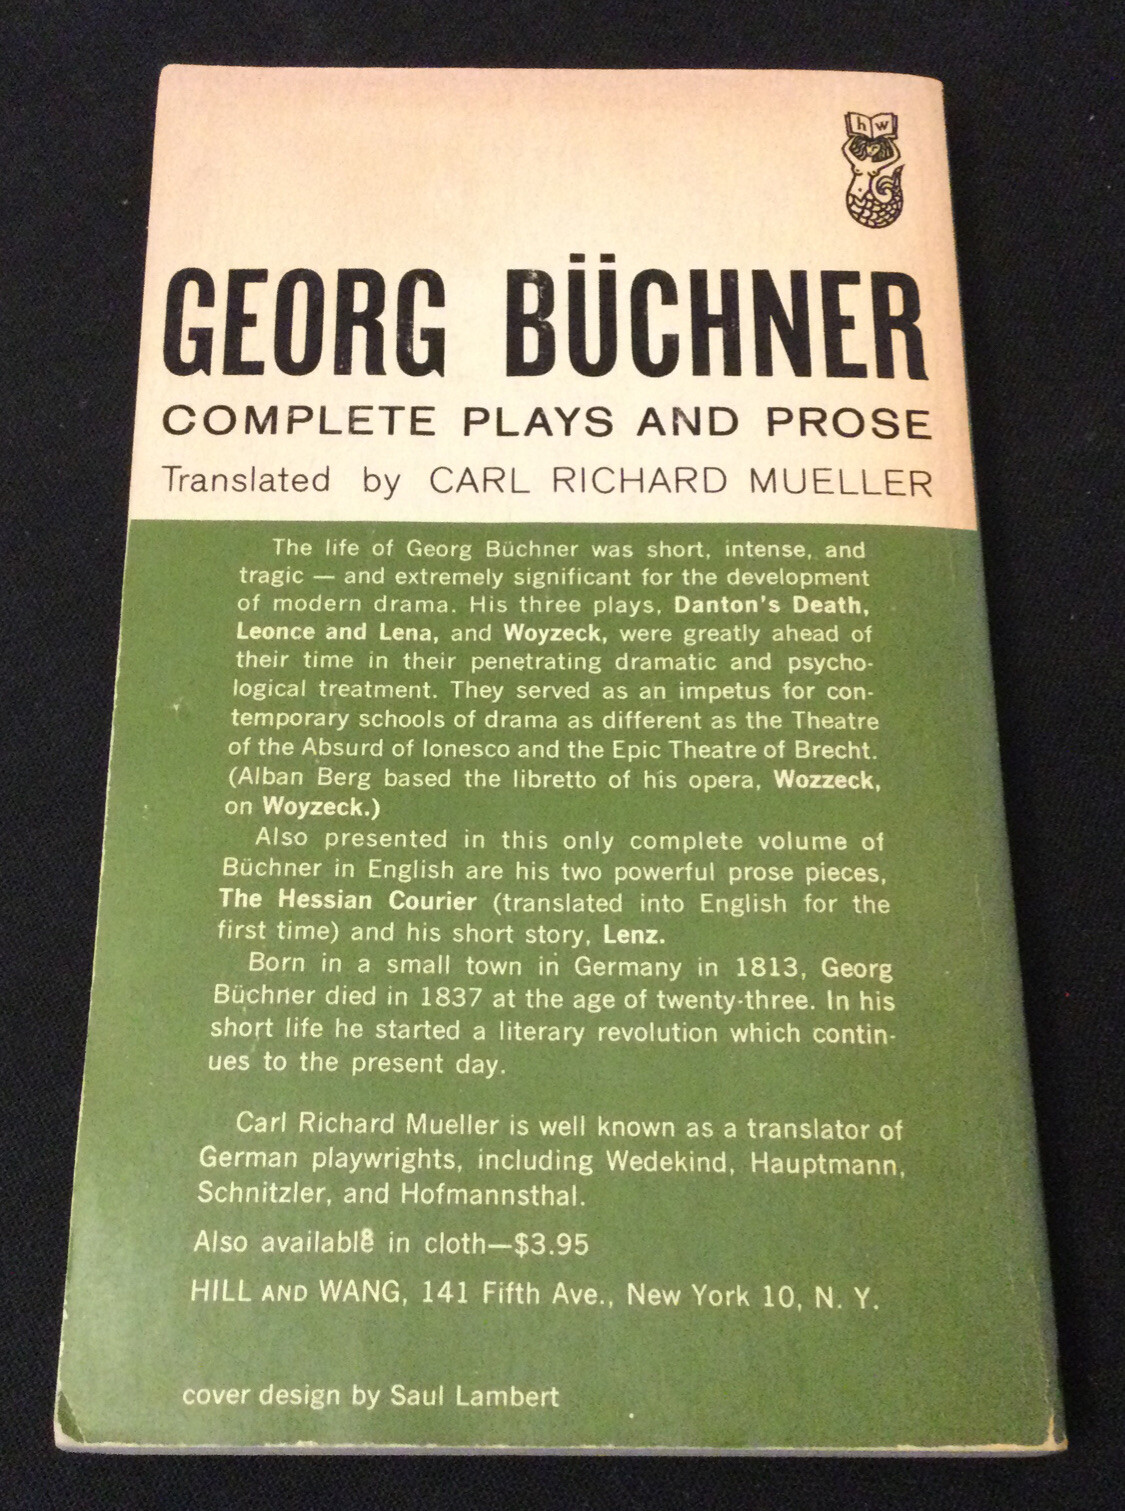 h w
GEORG BÜCHNER
COMPLETE PLAYS AND PROSE
Translated by CARL RICHARD MUELLER
The life of Georg Büchner was short, intense, and
tragic — and extremely significant for the development
of modern drama. His three plays, Danton's Death,
Leonce and Lena, and Woyzeck, were greatly ahead of
their time in their penetrating dramatic and psycho-
logical treatment. They served as an impetus for con-
temporary schools of drama as different as the Theatre
of the Absurd of Ionesco and the Epic Theatre of Brecht.
(Alban Berg based the libretto of his opera, Wozzeck,
on Woyzeck.)
Also presented in this only complete volume of
Büchner in English are his two powerful prose pieces,
The Hessian Courier (translated into English for the
first time) and his short story, Lenz.
Born in a small town in Germany in 1813, Georg
Büchner died in 1837 at the age of twenty-three. In his
short life he started a literary revolution which contin-
ues to the present day.
Carl Richard Mueller is well known as a translator of
German playwrights, including Wedekind, Hauptmann,
Schnitzler, and Hofmannsthal.
Also available in cloth—$3.95
HILL AND WANG, 141 Fifth Ave., New York 10, N. Y.
cover design by Saul Lambert